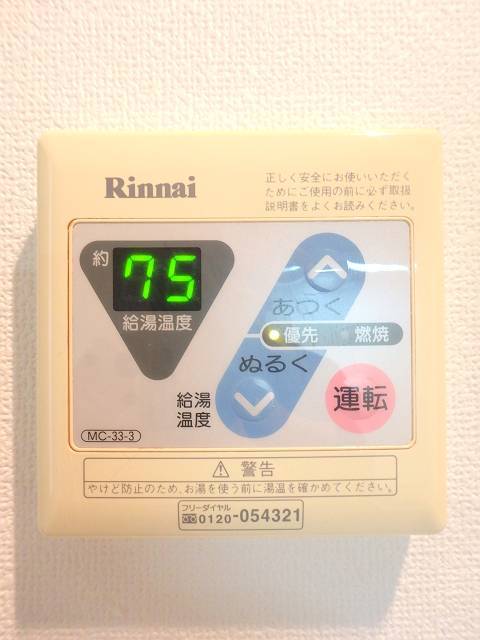 Rinnai
正しく安全にお使いいただく
ためにご使用の前に必ず取扱
説明書をよくお読みください。
約
75
給湯温度
あつく
優先 燃焼
ぬるく
給湯
温度
運転
MC-33-3
⚠ 警告
やけど防止のため、お湯を使う前に湯温を確かめてください。
フリーダイヤル
0120-054321